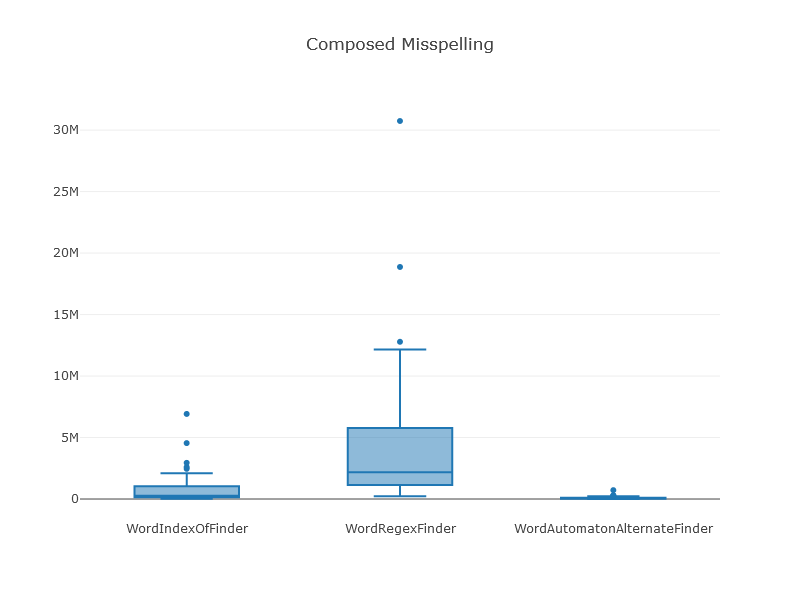 Composed Misspelling
30M
25M
20M
15M
10M
5M
0
WordIndexOfFinder WordRegexFinder WordAutomatonAlternateFinder